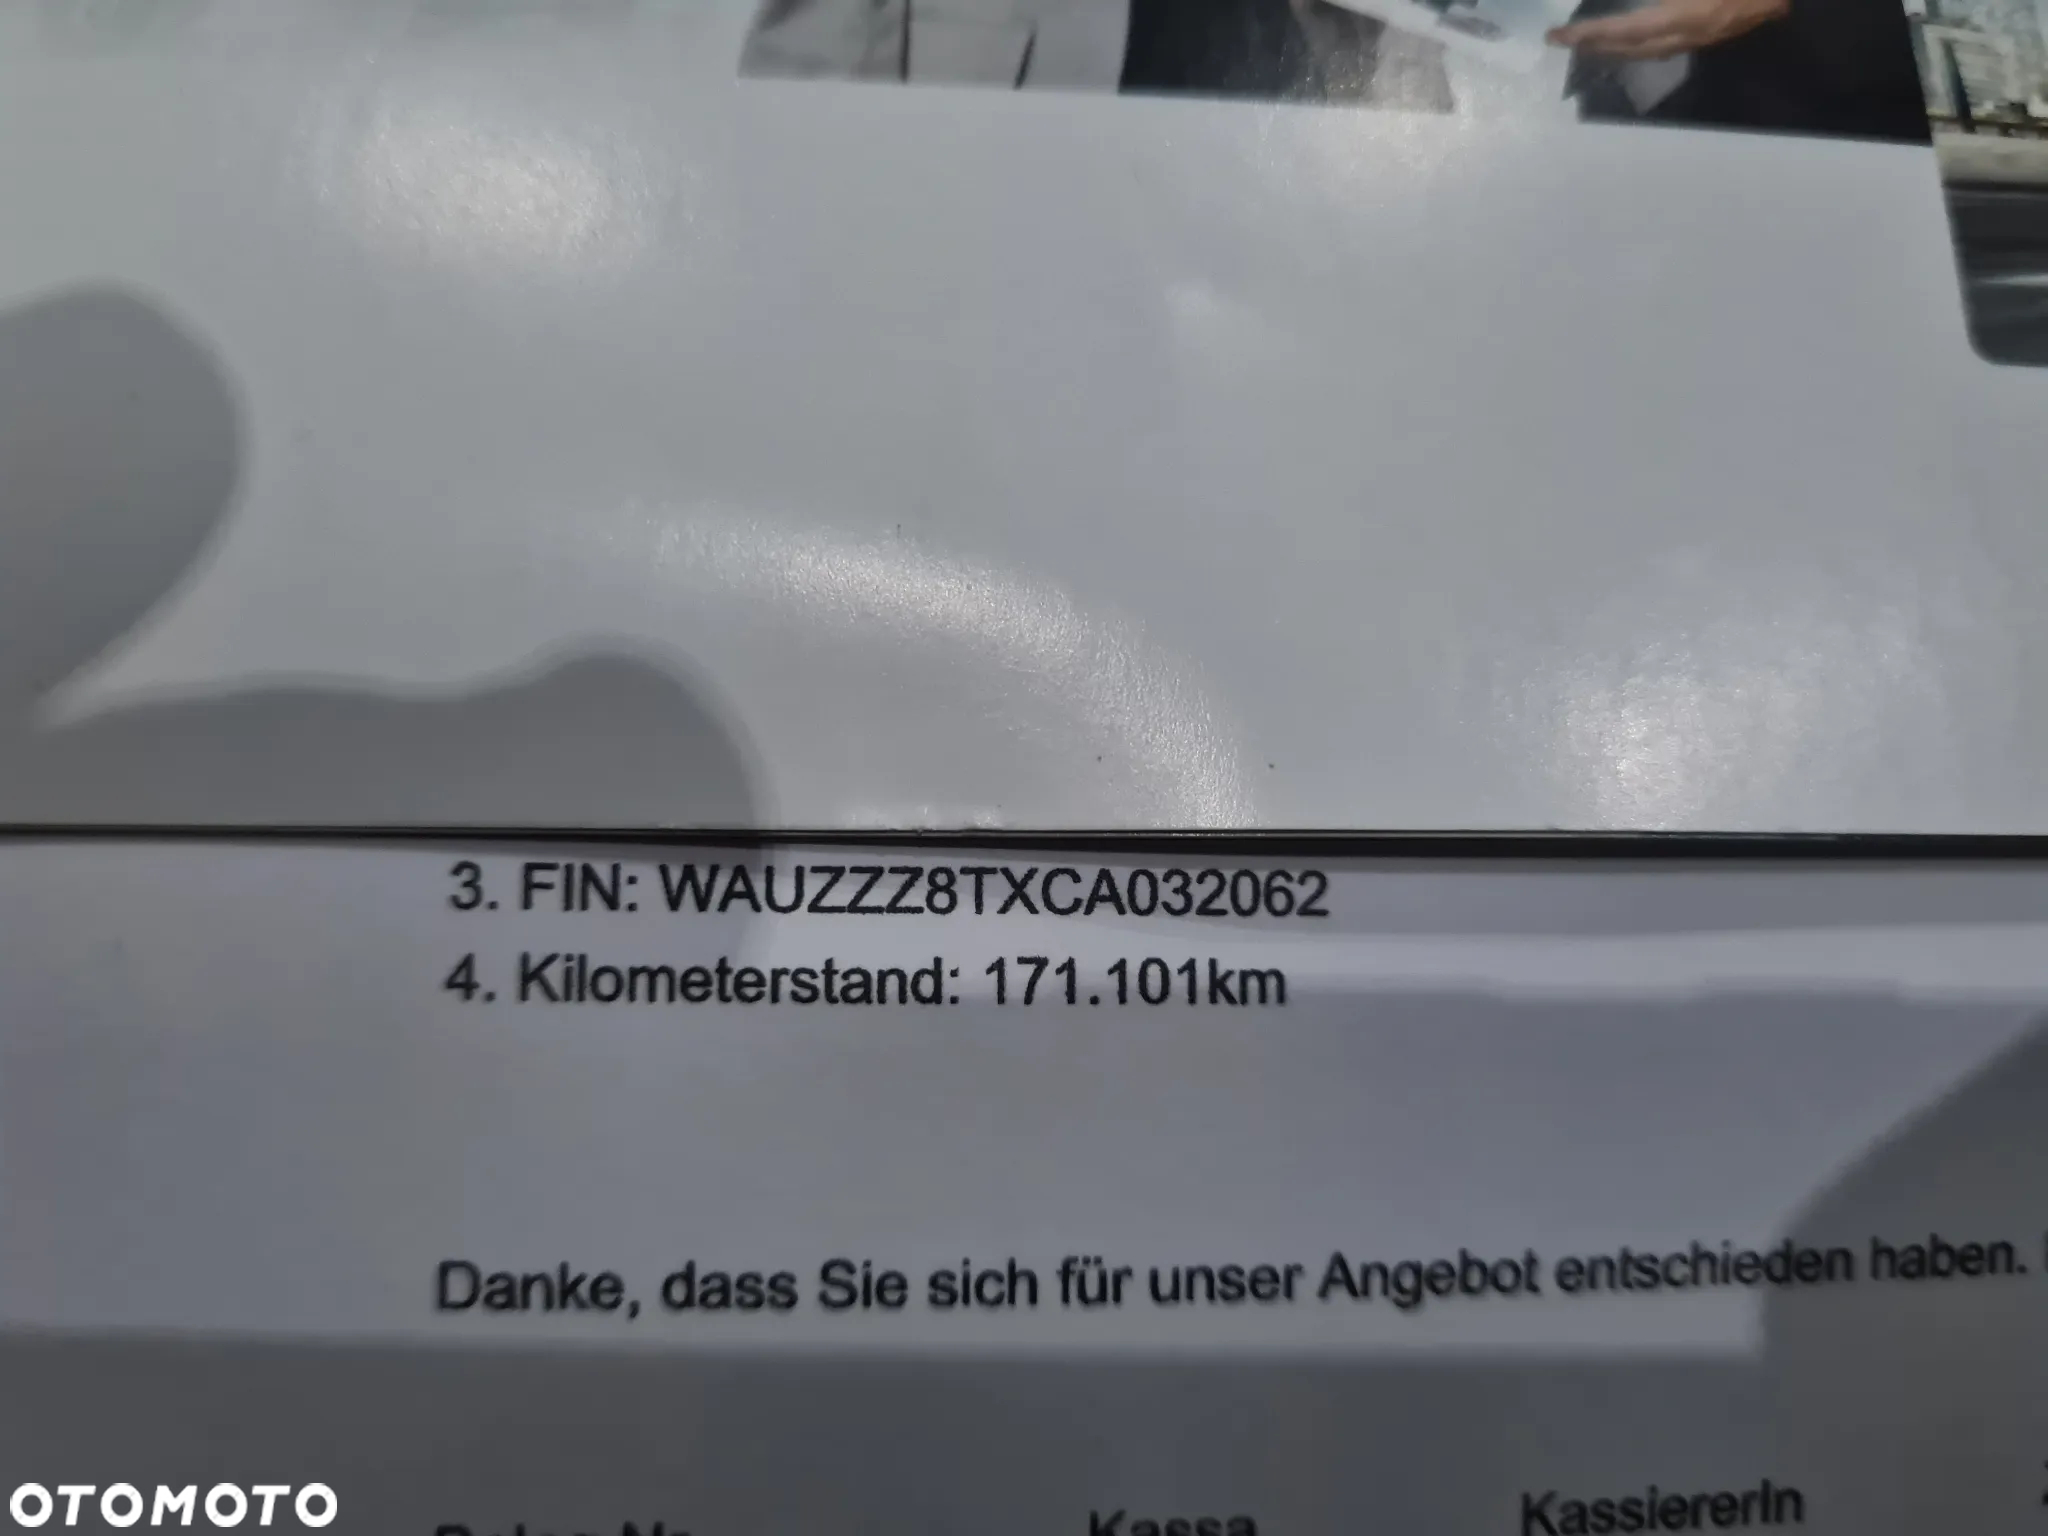 3. FIN: WAUZZZ8TXCA032062
4. Kilometerstand: 171.101km
Danke, dass Sie sich für unser Angebot entschieden haben.
Kassa KassiererIn
OTOMOTO